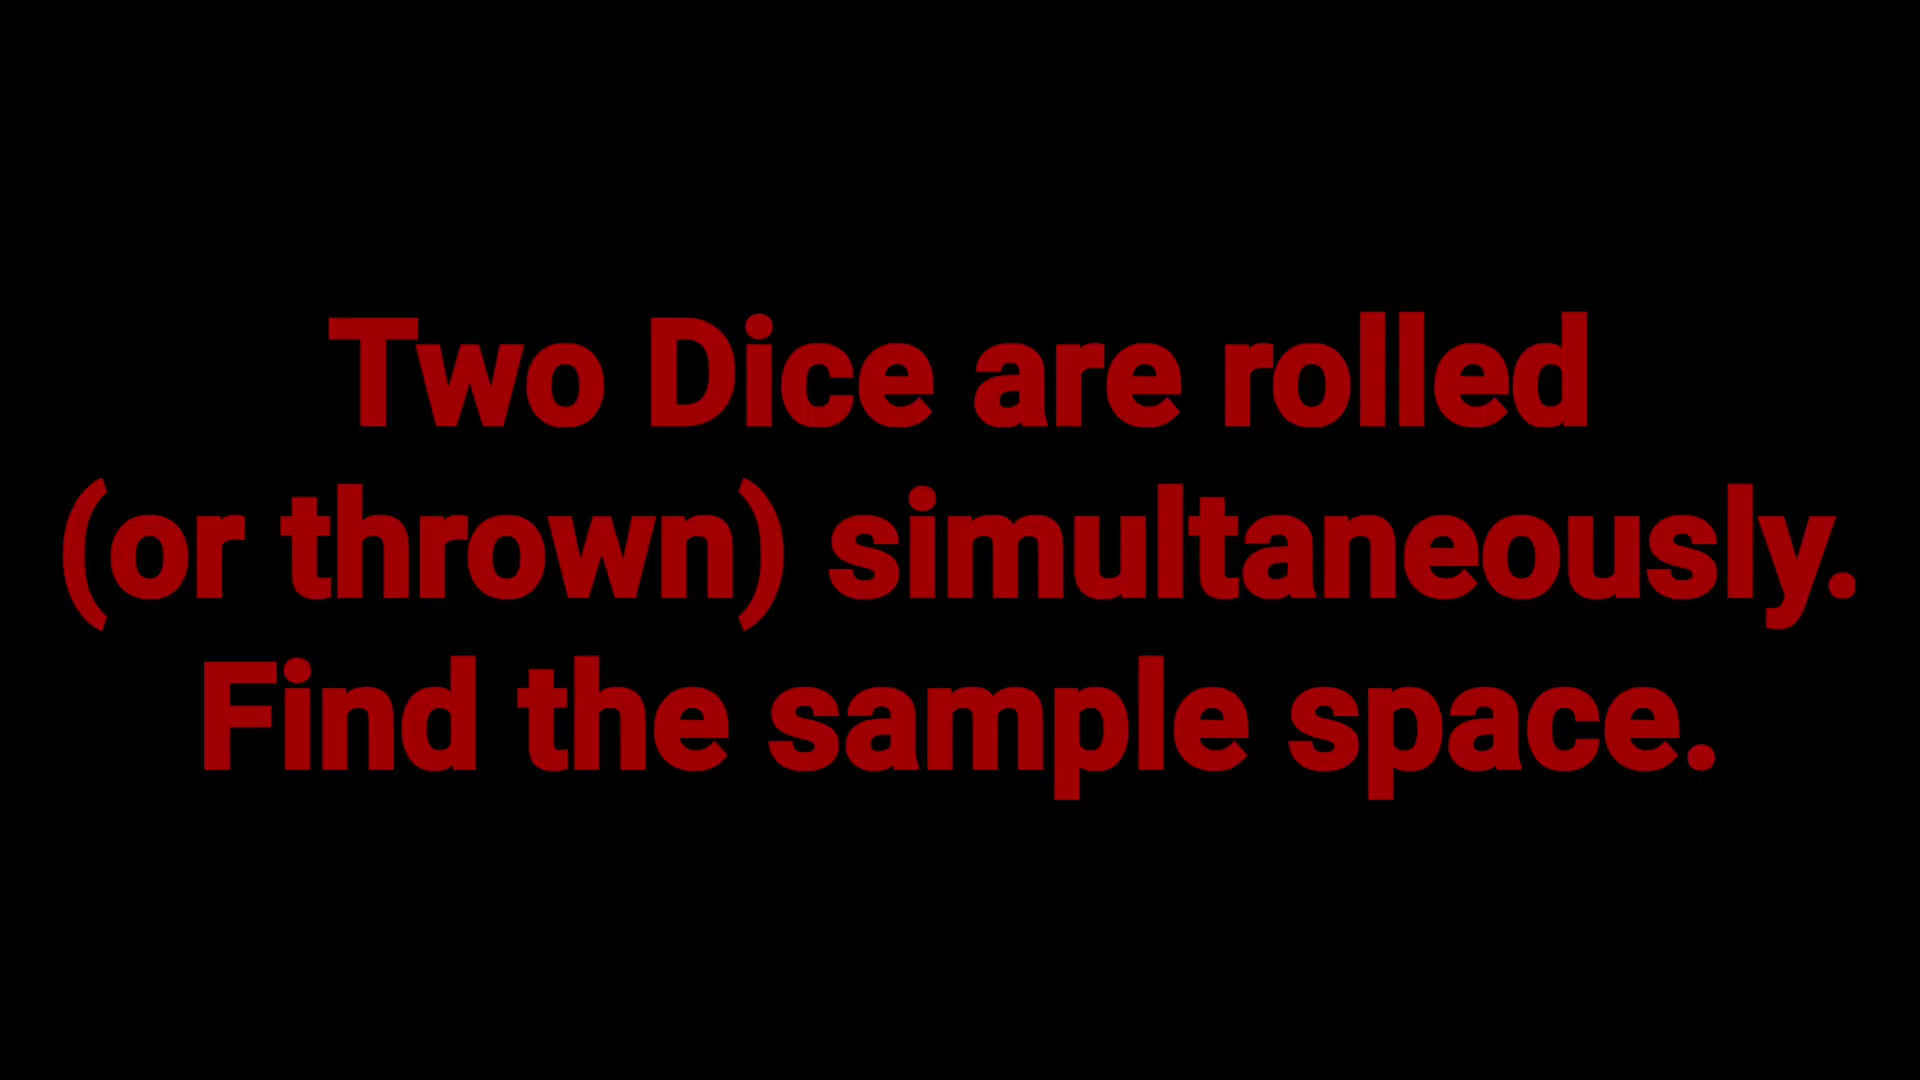 Two Dice are rolled
(or thrown) simultaneously.
Find the sample space.